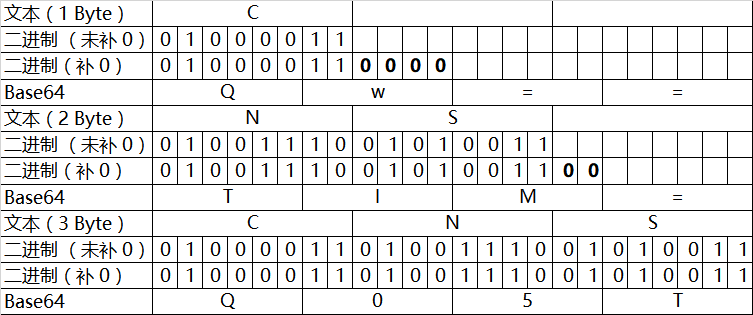 文本（1 Byte） C
二进制 （未补 0） 0 1 0 0 0 0 1 1
二进制（补 0） 0 1 0 0 0 0 1 1 0 0 0 0
Base64 Q w = =
文本（2 Byte） N S
二进制 （未补 0） 0 1 0 0 1 1 1 0 0 1 0 1 0 0 1 1
二进制（补 0） 0 1 0 0 1 1 1 0 0 1 0 1 0 0 1 1 0 0
Base64 T l M =
文本（3 Byte） C N S
二进制 （未补 0） 0 1 0 0 0 0 1 1 0 1 0 0 1 1 1 0 0 1 0 1 0 0 1 1
二进制（补 0） 0 1 0 0 0 0 1 1 0 1 0 0 1 1 1 0 0 1 0 1 0 0 1 1
Base64 Q 0 5 T